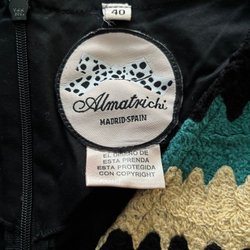 40
Almatrichi
MADRID-SPAIN
EL DISEÑO DE
ESTA PRENDA
ESTA PROTEGIDA
CON COPYRIGHT